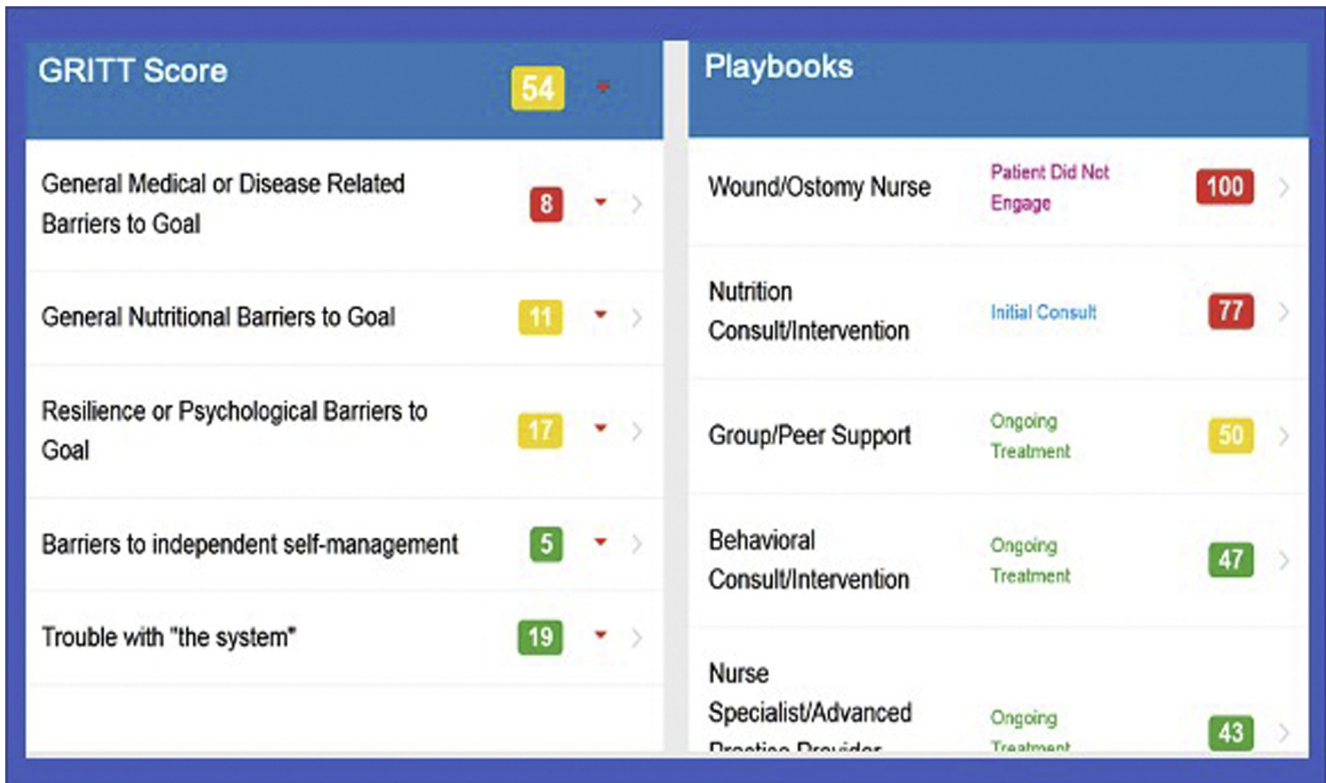 GRITT Score
54
General Medical or Disease Related
Barriers to Goal
8
General Nutritional Barriers to Goal
11
Resilience or Psychological Barriers to
Goal
17
Barriers to independent self-management
5
Trouble with "the system"
19
Playbooks
Wound/Ostomy Nurse
Patient Did Not
Engage
100
Nutrition
Consult/Intervention
Initial Consult
77
Group/Peer Support
Ongoing
Treatment
50
Behavioral
Consult/Intervention
Ongoing
Treatment
47
Nurse
Specialist/Advanced
Practice Provider
Ongoing
Treatment
43